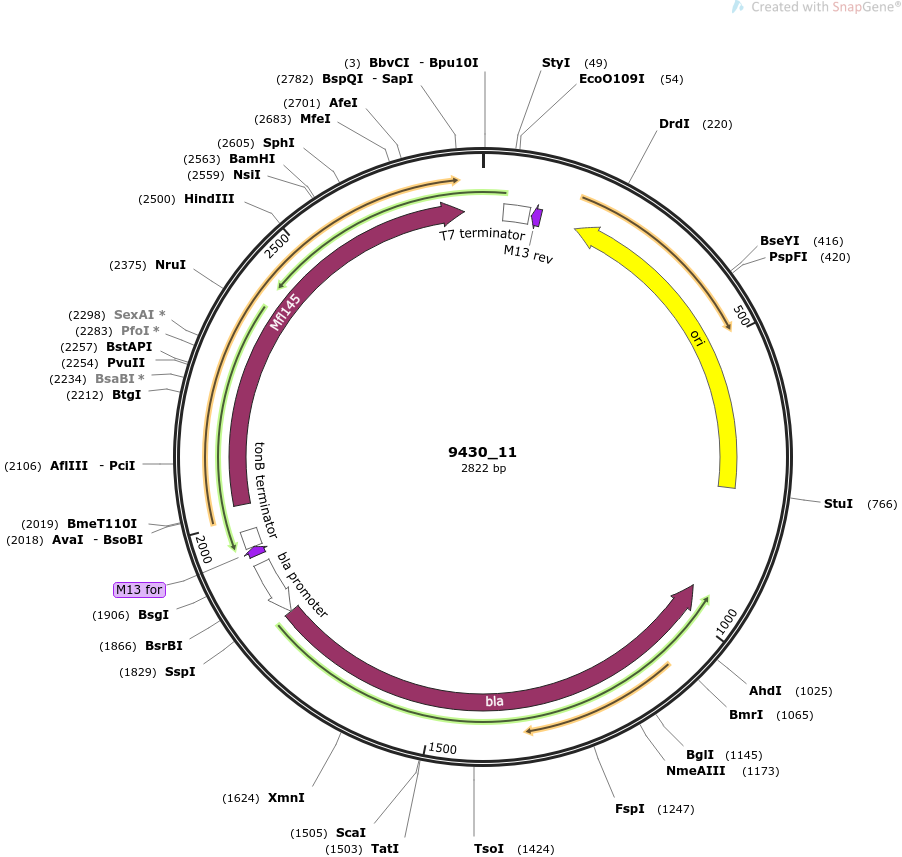 Created with SnapGene®
(3) BbvCI - Bpu10I
(2782) BspQI - SapI
(2701) AfeI
(2683) MfeI
(2605) SphI
(2563) BamHI
(2559) NsiI
(2500) HindIII
(2375) NruI
(2298) SexAI *
(2283) PfoI *
(2257) BstAPI
(2254) PvuII
(2234) BsaBI *
(2212) BtgI
(2106) AflIII - PciI
(2019) BmeT110I
(2018) AvaI - BsoBI
M13 for
(1906) BsgI
(1866) BsrBI
(1829) SspI
(1624) XmnI
(1505) ScaI
(1503) TatI
TsoI (1424)
FspI (1247)
NmeAIII (1173)
BglI (1145)
BmrI (1065)
AhdI (1025)
StuI (766)
PspFI (420)
BseYI (416)
DrdI (220)
EcoO109I (54)
StyI (49)
T7 terminator
M13 rev
ori
500
1000
1500
2000
2500
Mfl145
tonB terminator
bla promoter
bla
9430_11
2822 bp